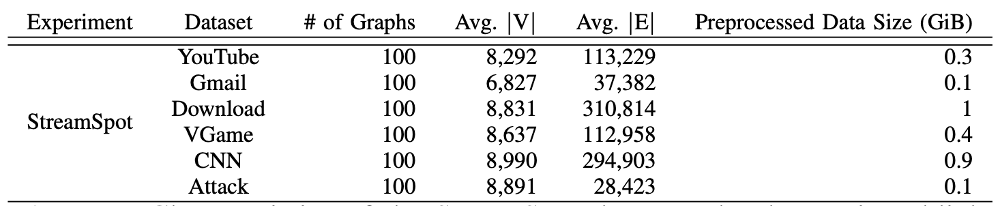 Experiment Dataset # of Graphs Avg. |V| Avg. |E| Preprocessed Data Size (GiB)
YouTube 100 8,292 113,229 0.3
Gmail 100 6,827 37,382 0.1
Download 100 8,831 310,814 1
StreamSpot
VGame 100 8,637 112,958 0.4
CNN 100 8,990 294,903 0.9
Attack 100 8,891 28,423 0.1